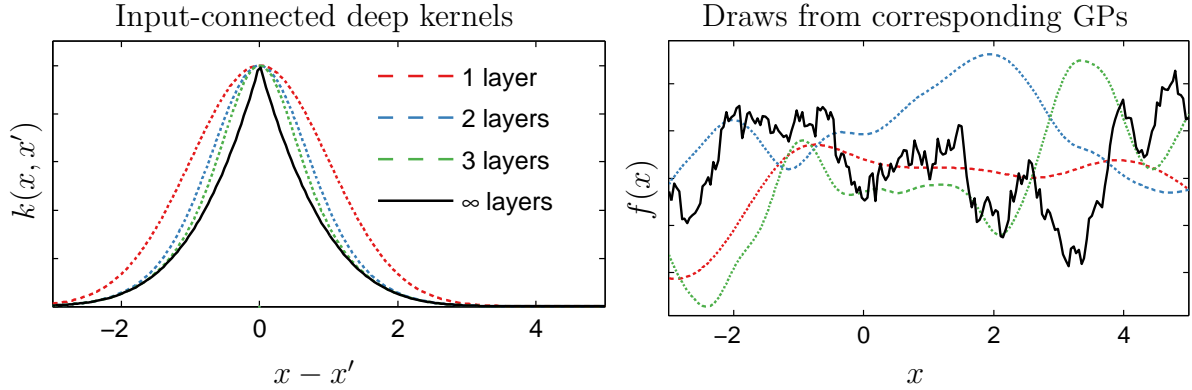 Input-connected deep kernels
k(x, x′)
1 layer
2 layers
3 layers
∞ layers
−2
0
2
4
x − x′
Draws from corresponding GPs
f(x)
−2
0
2
4
x